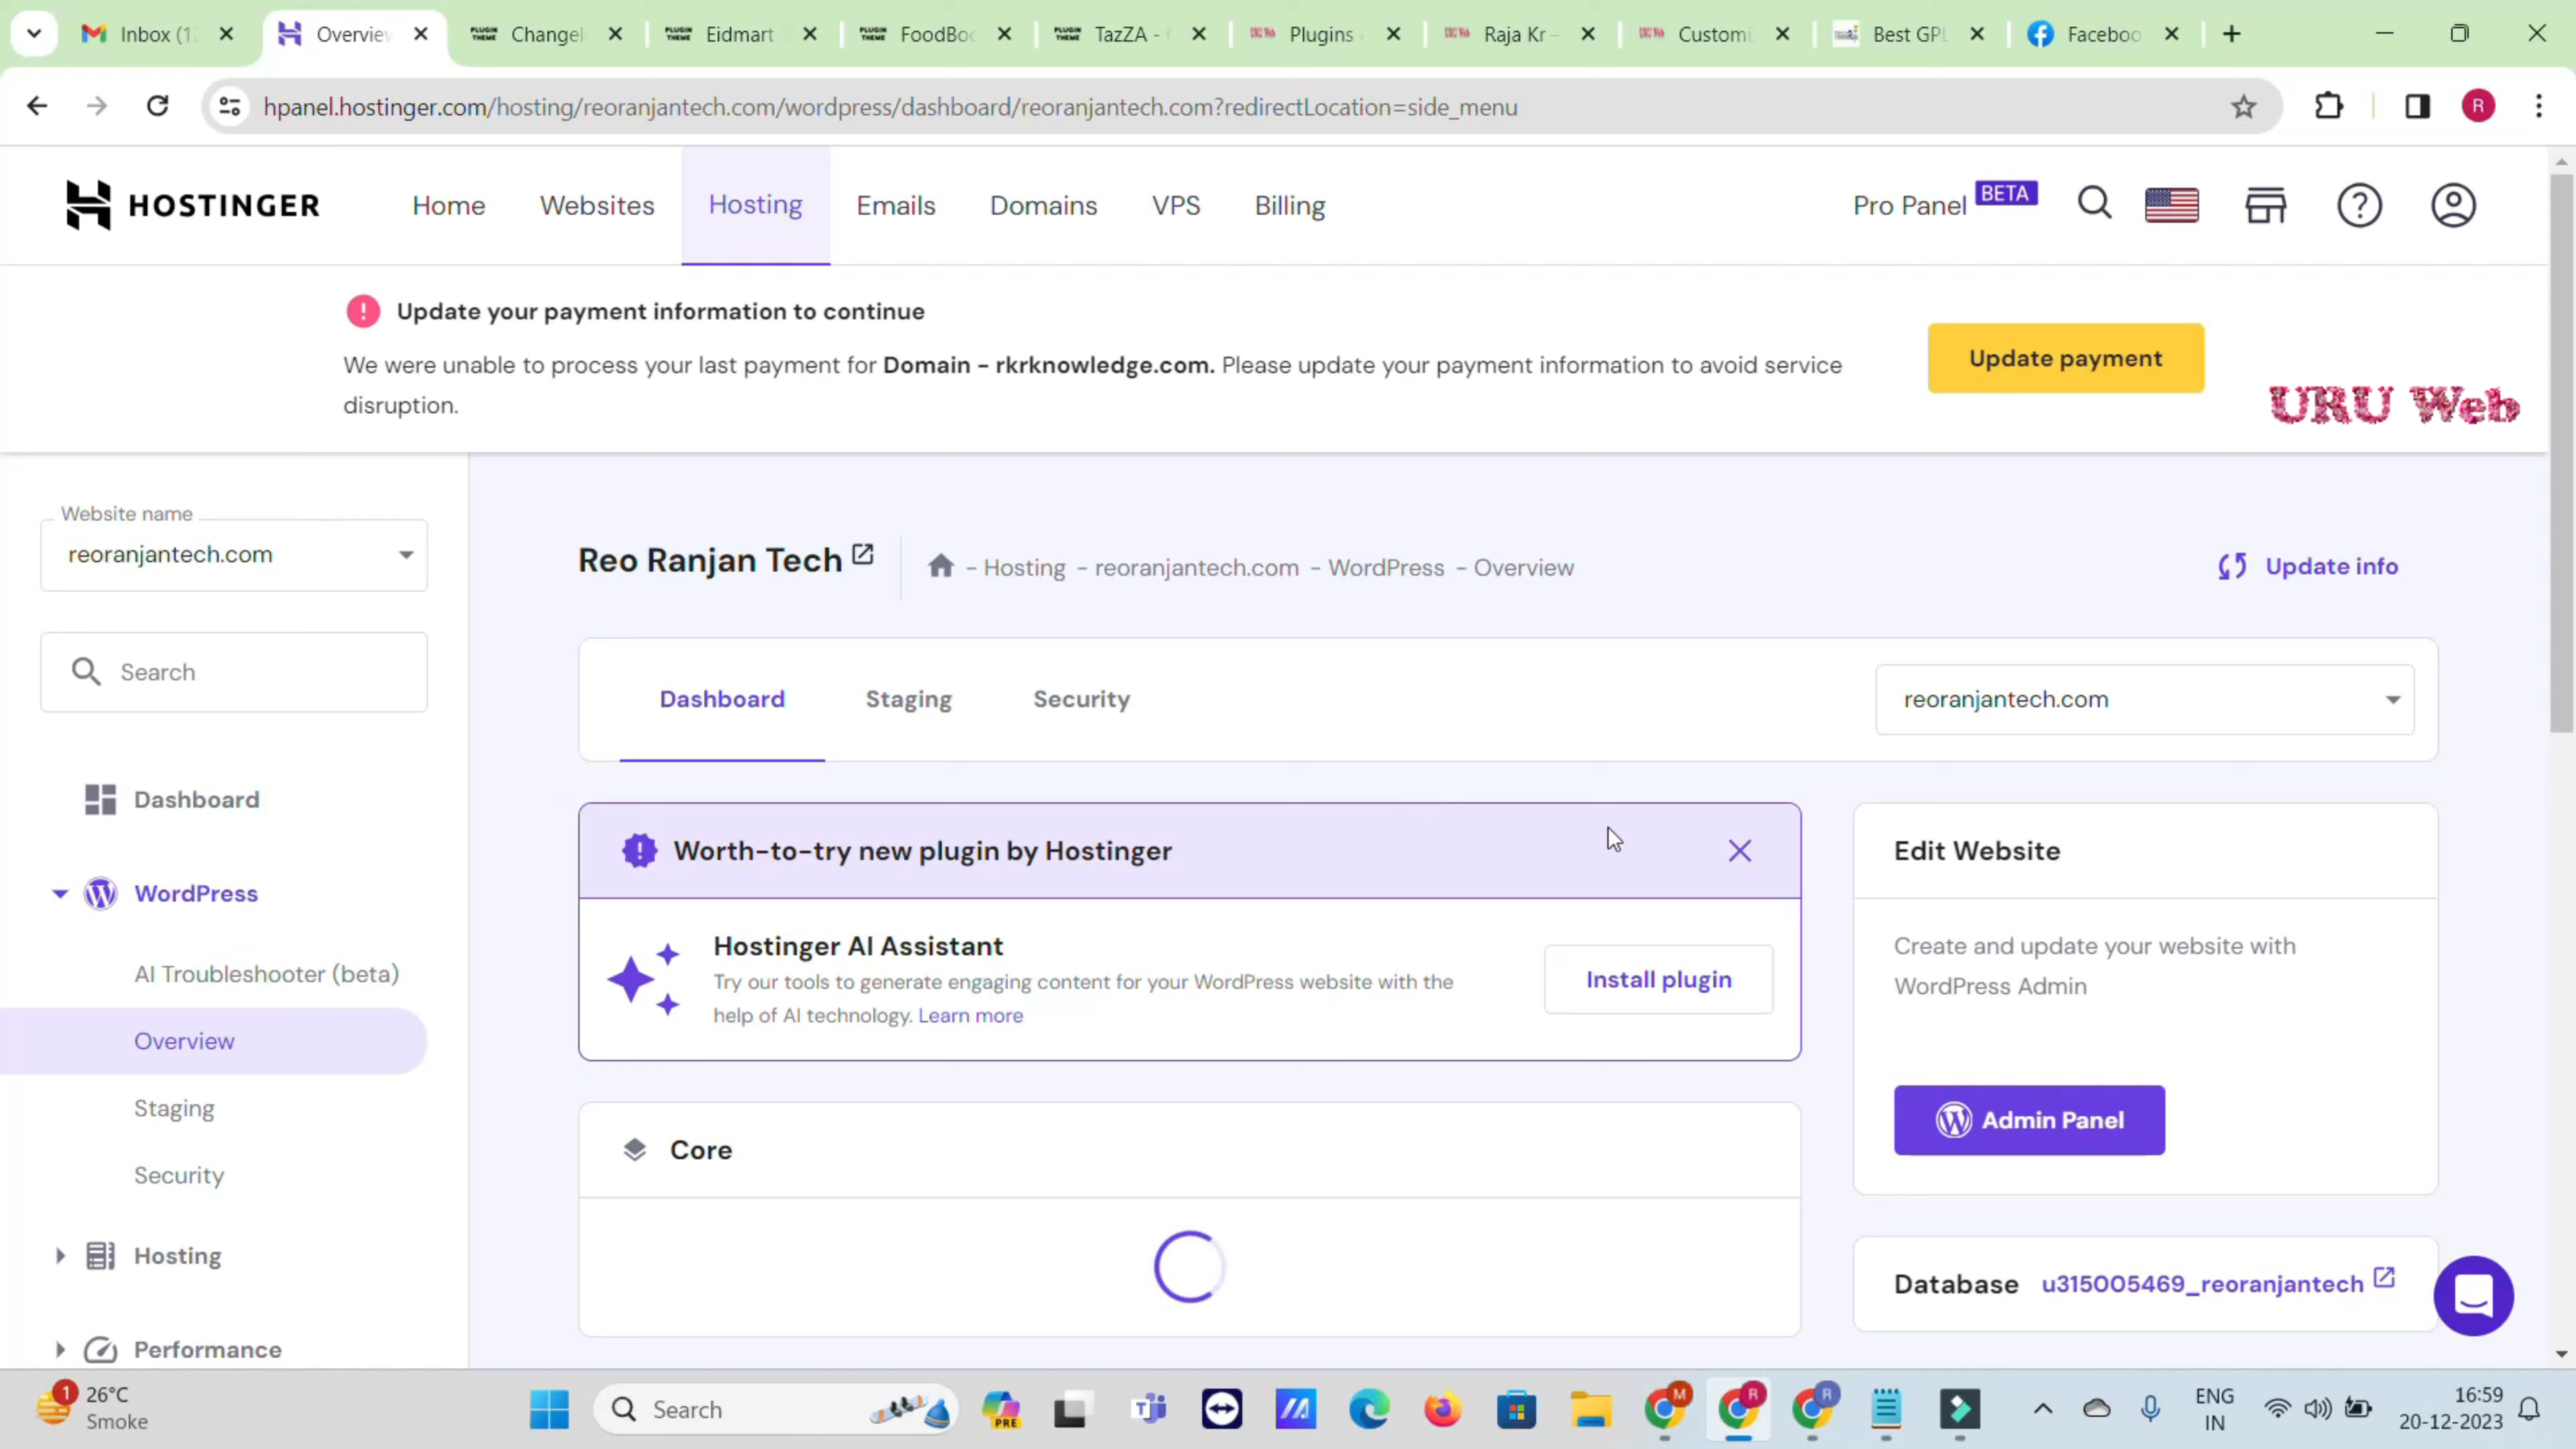 Inbox (1
Overview
Changel
Eidmart
FoodBoo
TazZA -
Plugins
Raja Kr -
Customi
Best GPL
Faceboo
hpanel.hostinger.com/hosting/reoranjantech.com/wordpress/dashboard/reoranjantech.com?redirectLocation=side_menu
R
HOSTINGER
Home
Websites
Hosting
Emails
Domains
VPS
Billing
Pro Panel BETA
Update your payment information to continue
We were unable to process your last payment for Domain - rkrknowledge.com. Please update your payment information to avoid service
disruption.
Update payment
URU Web
Website name
reoranjantech.com
Search
Dashboard
WordPress
AI Troubleshooter (beta)
Overview
Staging
Security
Hosting
Performance
Reo Ranjan Tech
- Hosting - reoranjantech.com - WordPress - Overview
Update info
Dashboard
Staging
Security
reoranjantech.com
Worth-to-try new plugin by Hostinger
Hostinger AI Assistant
Try our tools to generate engaging content for your WordPress website with the
help of AI technology. Learn more
Install plugin
Core
Edit Website
Create and update your website with
WordPress Admin
Admin Panel
Database u315005469_reoranjantech
1
26°C
Smoke
Search
PRE
M
R
R
ENG
IN
16:59
20-12-2023